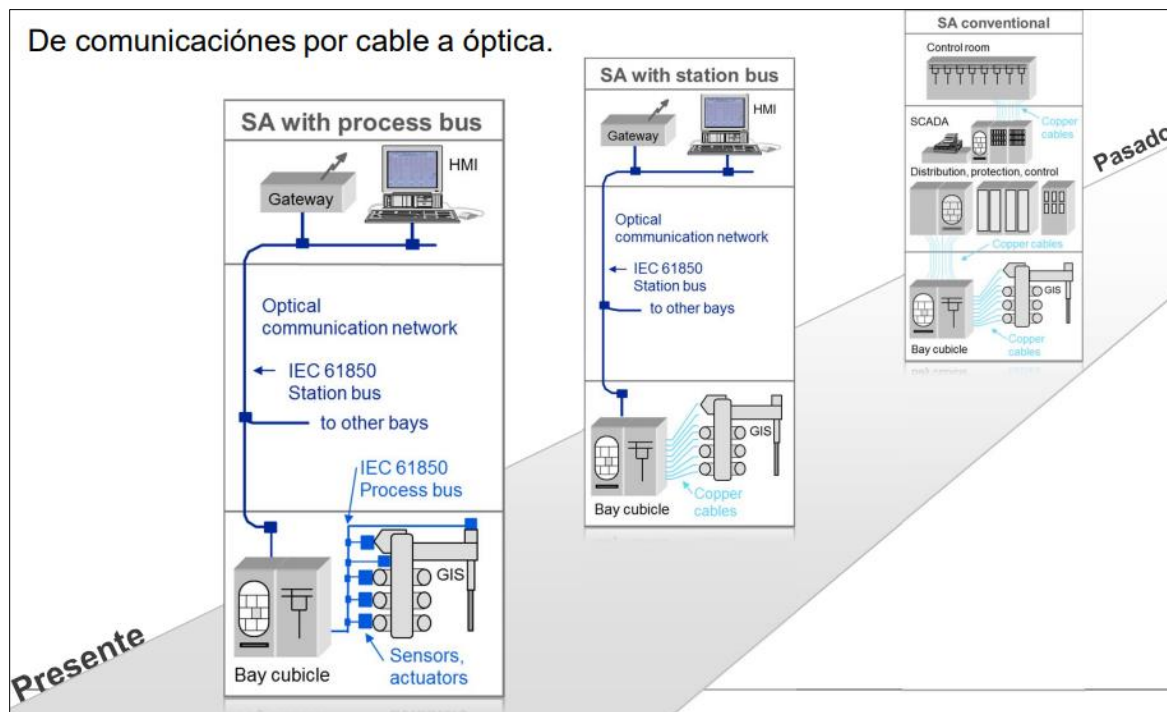 De comunicaciónes por cable a óptica.
SA with process bus
HMI
Gateway
Optical
communication network
IEC 61850
Station bus
to other bays
IEC 61850
Process bus
GIS
Bay cubicle
Sensors,
actuators
Presente
SA with station bus
HMI
Gateway
Optical
communication network
IEC 61850
Station bus
to other bays
GIS
Bay cubicle
Copper
cables
SA conventional
Control room
Copper
cables
SCADA
Distribution, protection, control
Copper cables
GIS
Bay cubicle
Copper
cables
Pasado